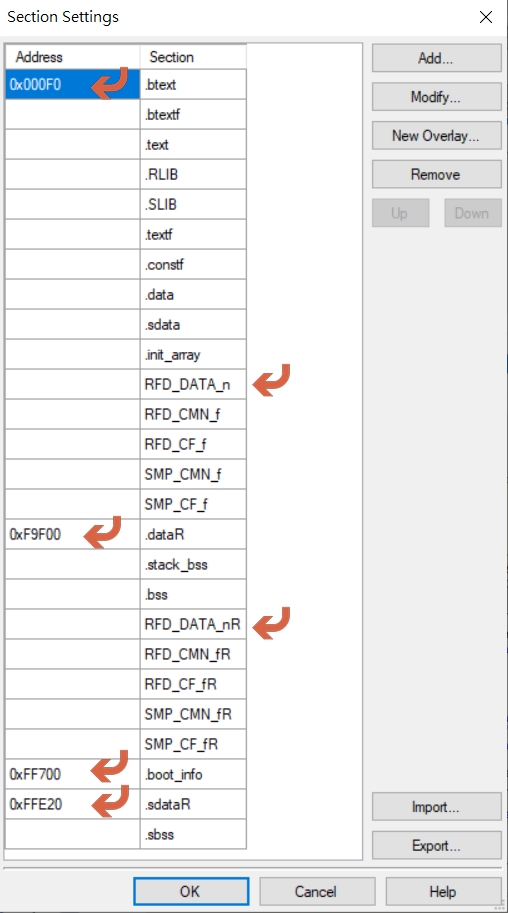 Section Settings
Address Section
0x000F0 .btext
.btextf
.text
.RLIB
.SLIB
.textf
.constf
.data
.sdata
.init_array
RFD_DATA_n
RFD_CMN_f
RFD_CF_f
SMP_CMN_f
SMP_CF_f
0xF9F00 .dataR
.stack_bss
.bss
RFD_DATA_nR
RFD_CMN_fR
RFD_CF_fR
SMP_CMN_fR
SMP_CF_fR
0xFF700 .boot_info
0xFFE20 .sdataR
.sbss
Add...
Modify...
New Overlay...
Remove
Up Down
Import...
Export...
OK Cancel Help